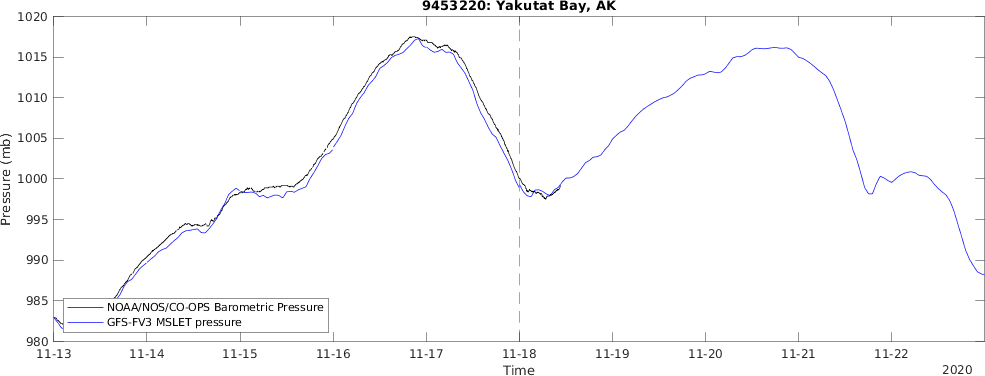 9453220: Yakutat Bay, AK
1020
1015
1010
1005
1000
995
990
985
980
Pressure (mb)
NOAA/NOS/CO-OPS Barometric Pressure
GFS-FV3 MSLET pressure
11-13 11-14 11-15 11-16 11-17 11-18 11-19 11-20 11-21 11-22
Time
2020